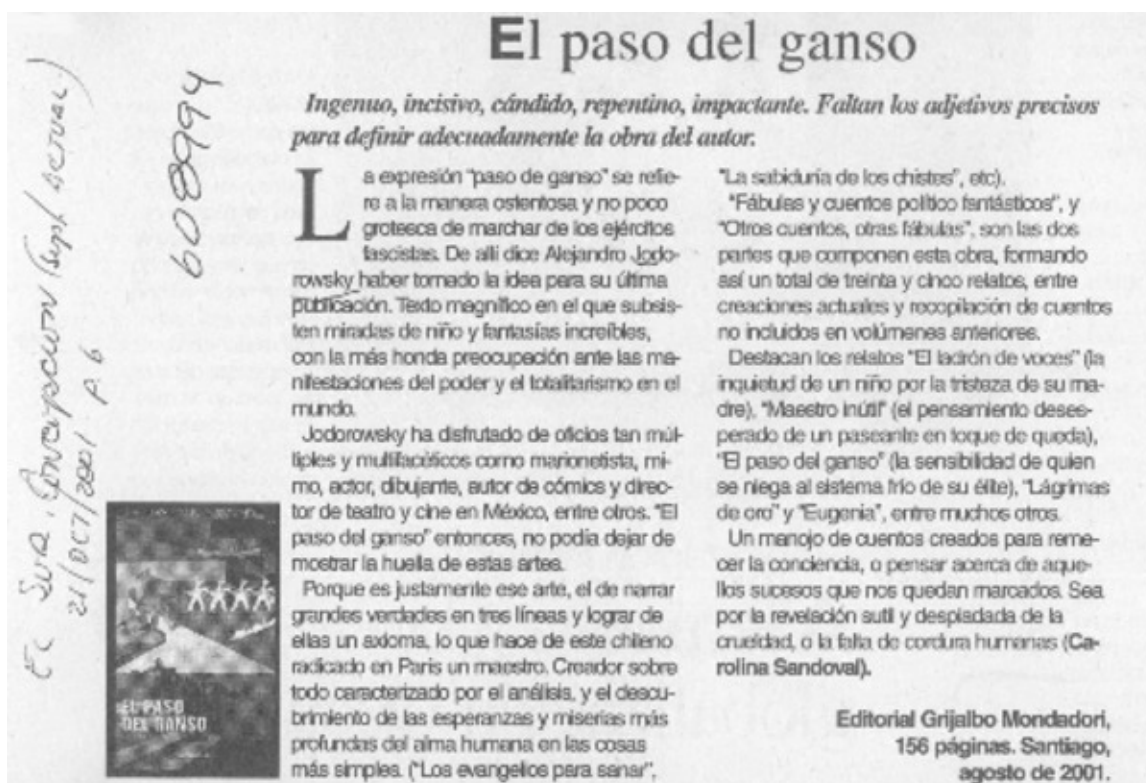 El paso del ganso
Ingenuo, incisivo, cándido, repentino, impactante. Faltan los adjetivos precisos
para definir adecuadamente la obra del autor.
La expresión "paso de ganso" se refie-
re a la manera ostentosa y no poco
grotesca de marchar de los ejércitos
fascistas. De allí dice Alejandro Jodo-
rowsky haber tomado la idea para su última
publicación. Texto magnífico en el que subsis-
ten miradas de niño y fantasías increíbles,
con la más honda preocupación ante las ma-
nifestaciones del poder y el totalitarismo en el
mundo.
Jodorowsky ha disfrutado de oficios tan múl-
tiples y multifacéticos como marionetista, mi-
mo, actor, dibujante, autor de cómics y direc-
tor de teatro y cine en México, entre otros. "El
paso del ganso" entonces, no podía dejar de
mostrar la huella de estas artes.
Porque es justamente ese arte, el de narrar
grandes verdades en tres líneas y lograr de
ellas un axioma, lo que hace de este chileno
radicado en Paris un maestro. Creador sobre
todo caracterizado por el análisis, y el descu-
brimiento de las esperanzas y miserias más
profundas del alma humana en las cosas
más simples. ("Los evangelios para sanar",
"La sabiduría de los chistes", etc).
"Fábulas y cuentos político fantásticos", y
"Otros cuentos, otras fábulas", son las dos
partes que componen esta obra, formando
así un total de treinta y cinco relatos, entre
creaciones actuales y recopilación de cuentos
no incluidos en volúmenes anteriores.
Destacan los relatos "El ladrón de voces" (la
inquietud de un niño por la tristeza de su ma-
dre), "Maestro Inútil" (el pensamiento deses-
perado de un paseante en toque de queda),
"El paso del ganso" (la sensibilidad de quien
se niega al sistema frío de su élite), "Lágrimas
de oro" y "Eugenia", entre muchos otros.
Un manojo de cuentos creados para reme-
cer la conciencia, o pensar acerca de aque-
llos sucesos que nos quedan marcados. Sea
por la revelación sutil y despiadada de la
crueldad, o la falta de cordura humanas (Ca-
rolina Sandoval).
Editorial Grijalbo Mondadori,
156 páginas. Santiago,
agosto de 2001.
EL PASO
DEL GANSO
608994
Sur, Concepción
21/OCT/2001 p. 6